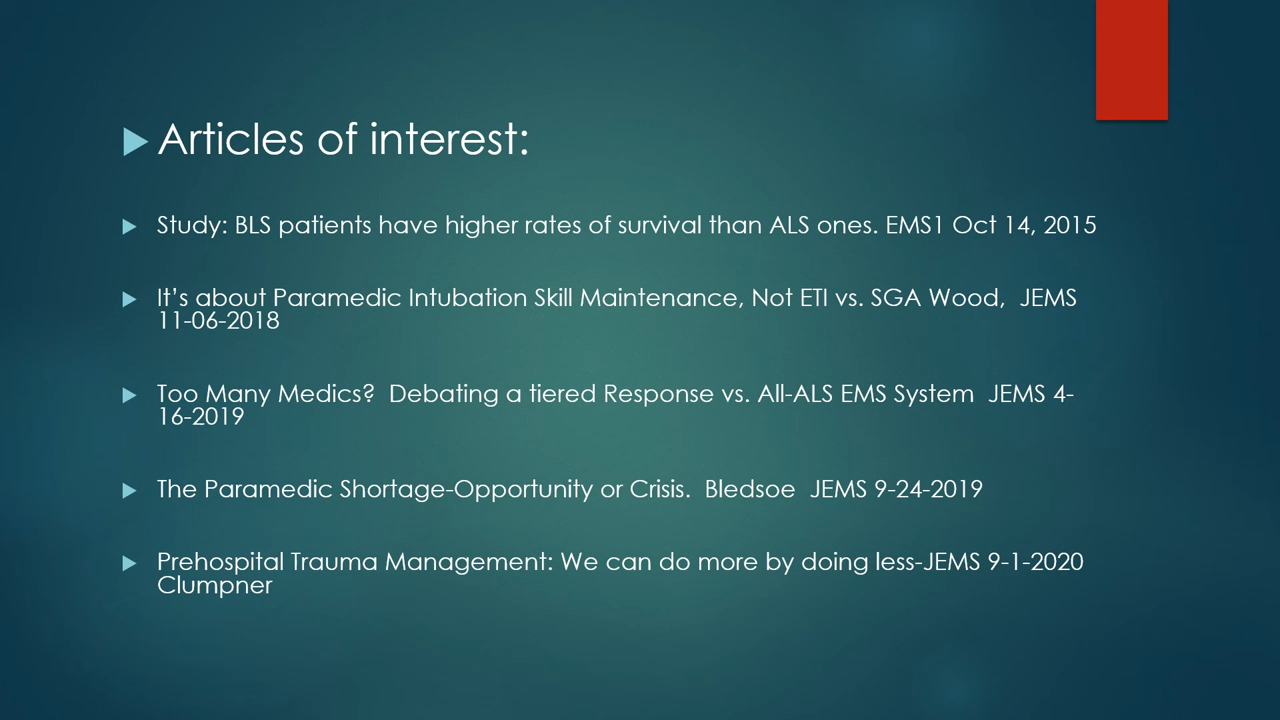 Articles of interest:
Study: BLS patients have higher rates of survival than ALS ones. EMS1 Oct 14, 2015
It's about Paramedic Intubation Skill Maintenance, Not ETI vs. SGA Wood,  JEMS
11-06-2018
Too Many Medics?  Debating a tiered Response vs. All-ALS EMS System  JEMS 4-
16-2019
The Paramedic Shortage-Opportunity or Crisis.  Bledsoe  JEMS 9-24-2019
Prehospital Trauma Management: We can do more by doing less-JEMS 9-1-2020
Clumpner